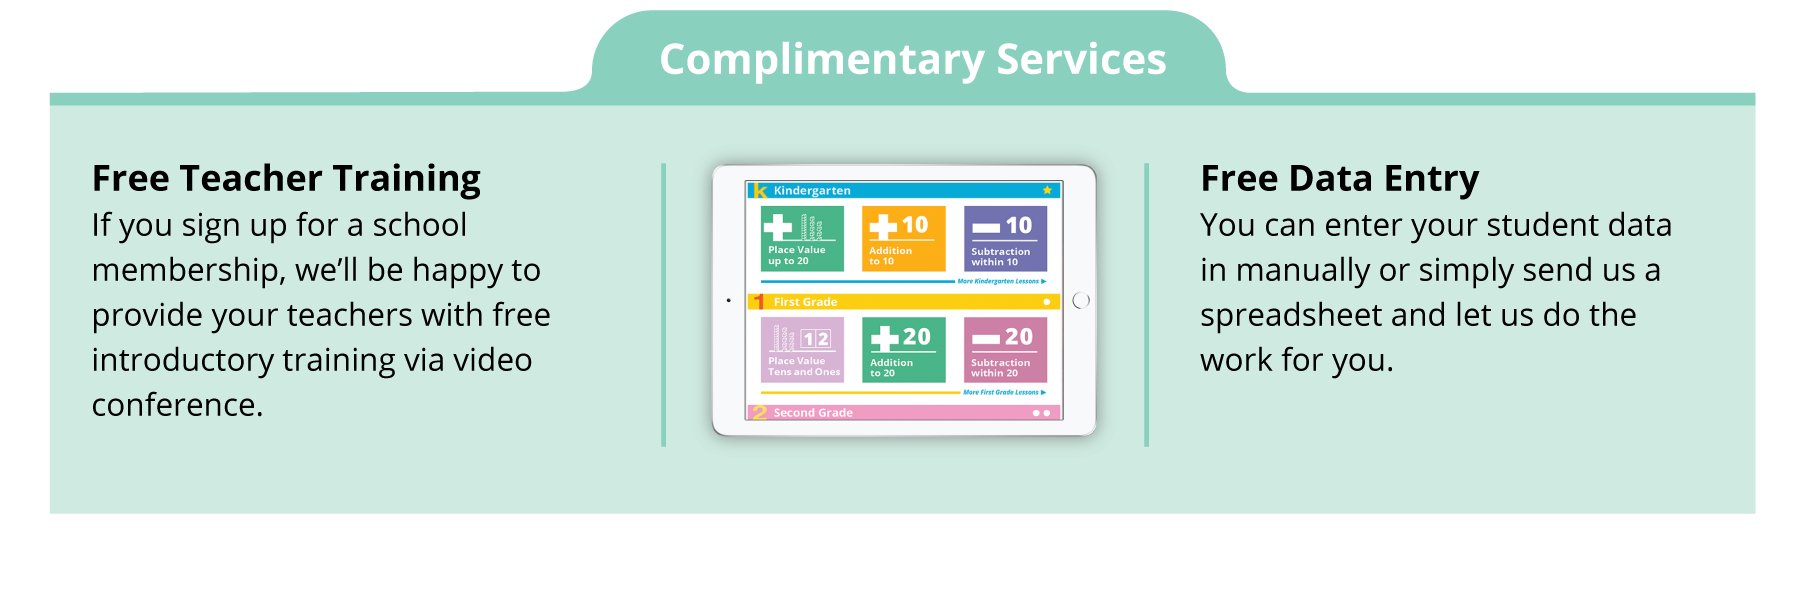 Complimentary Services
Free Teacher Training
If you sign up for a school
membership, we’ll be happy to
provide your teachers with free
introductory training via video
conference.
k Kindergarten
+
Place Value
up to 20
+ 10
Addition
to 10
− 10
Subtraction
within 10
More Kindergarten Lessons ▶
1 First Grade
1 2
Place Value
Tens and Ones
+ 20
Addition
to 20
− 20
Subtraction
within 20
More First Grade Lessons ▶
2 Second Grade
Free Data Entry
You can enter your student data
in manually or simply send us a
spreadsheet and let us do the
work for you.